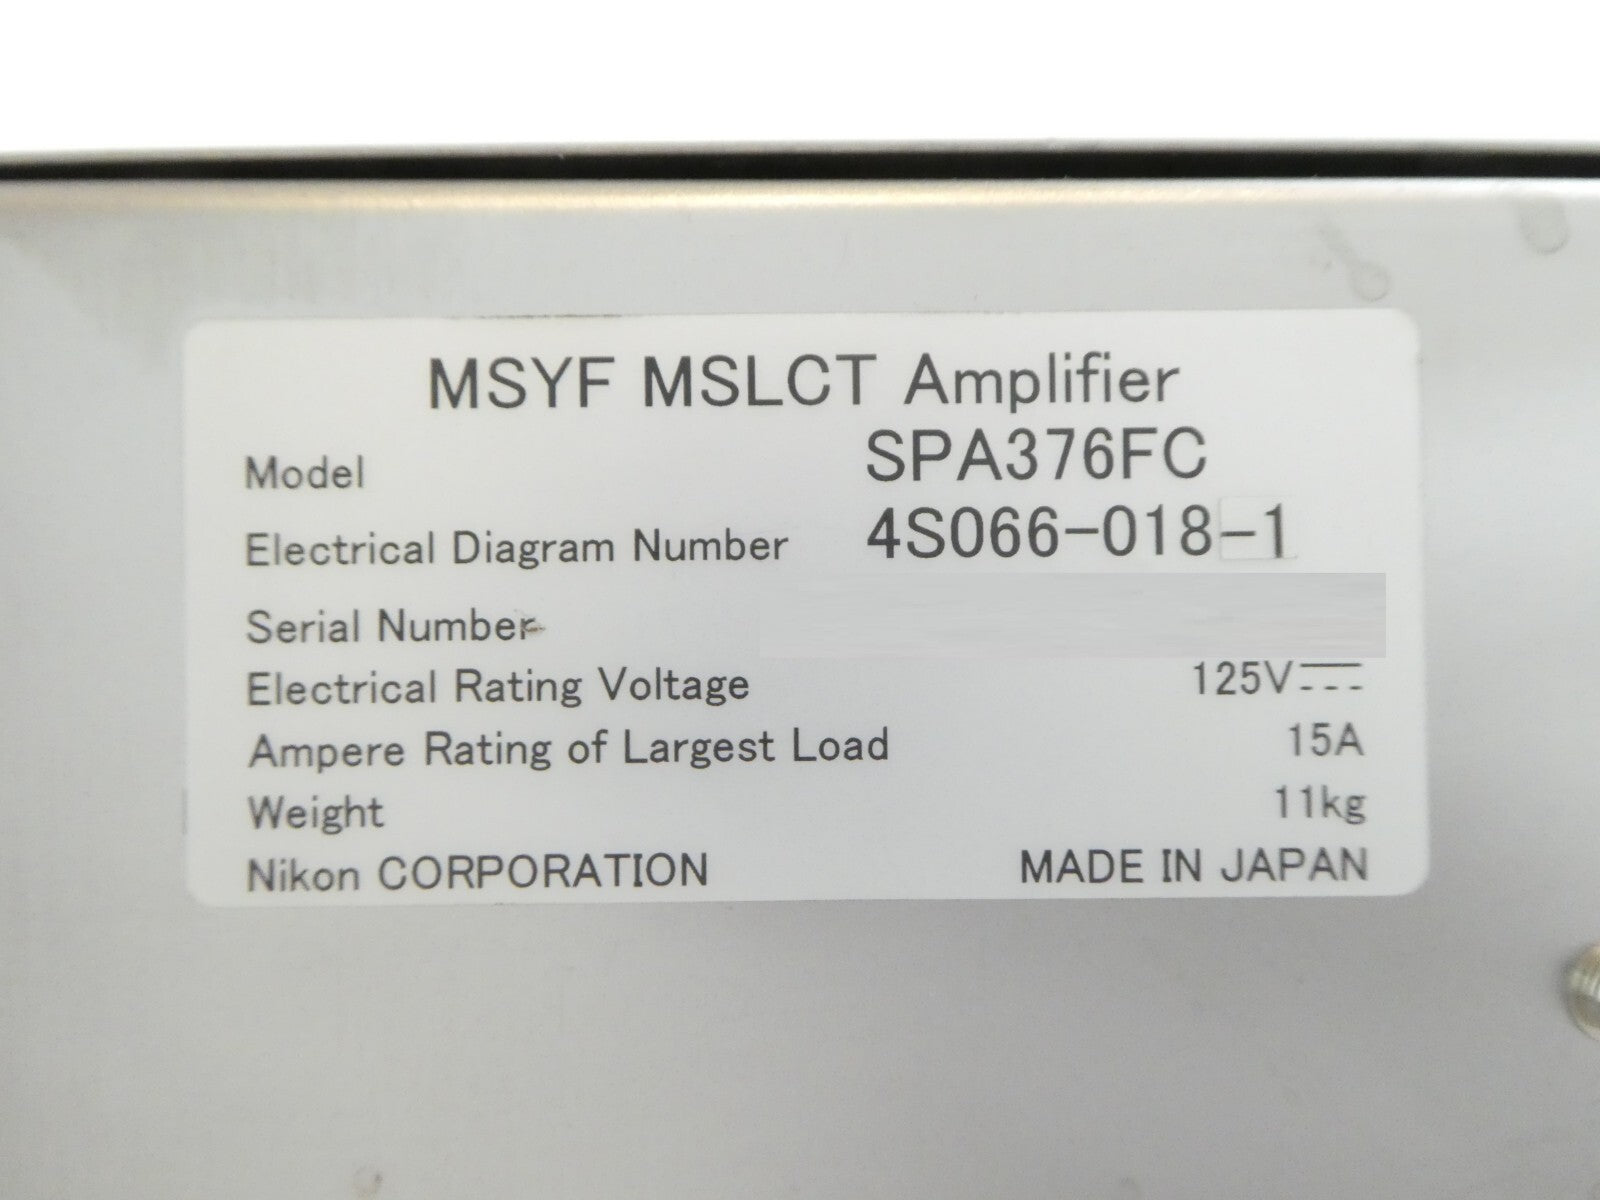 MSYF MSLCT Amplifier
Model SPA376FC
Electrical Diagram Number 4S066-018-1
Serial Number
Electrical Rating Voltage 125V⎓
Ampere Rating of Largest Load 15A
Weight 11kg
Nikon CORPORATION MADE IN JAPAN